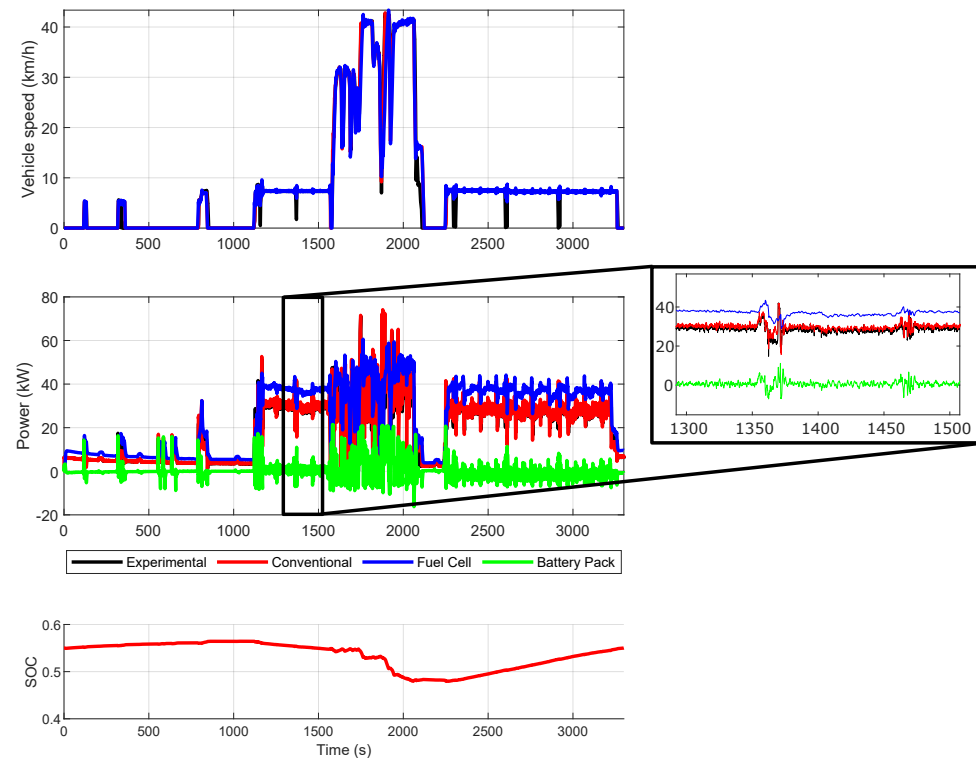 Vehicle speed (km/h)
40
30
20
10
0
0 500 1000 1500 2000 2500 3000
Power (kW)
80
60
40
20
0
-20
0 500 1000 1500 2000 2500 3000
40
20
0
1300 1350 1400 1450 1500
Experimental Conventional Fuel Cell Battery Pack
SOC
0.6
0.5
0.4
0 500 1000 1500 2000 2500 3000
Time (s)